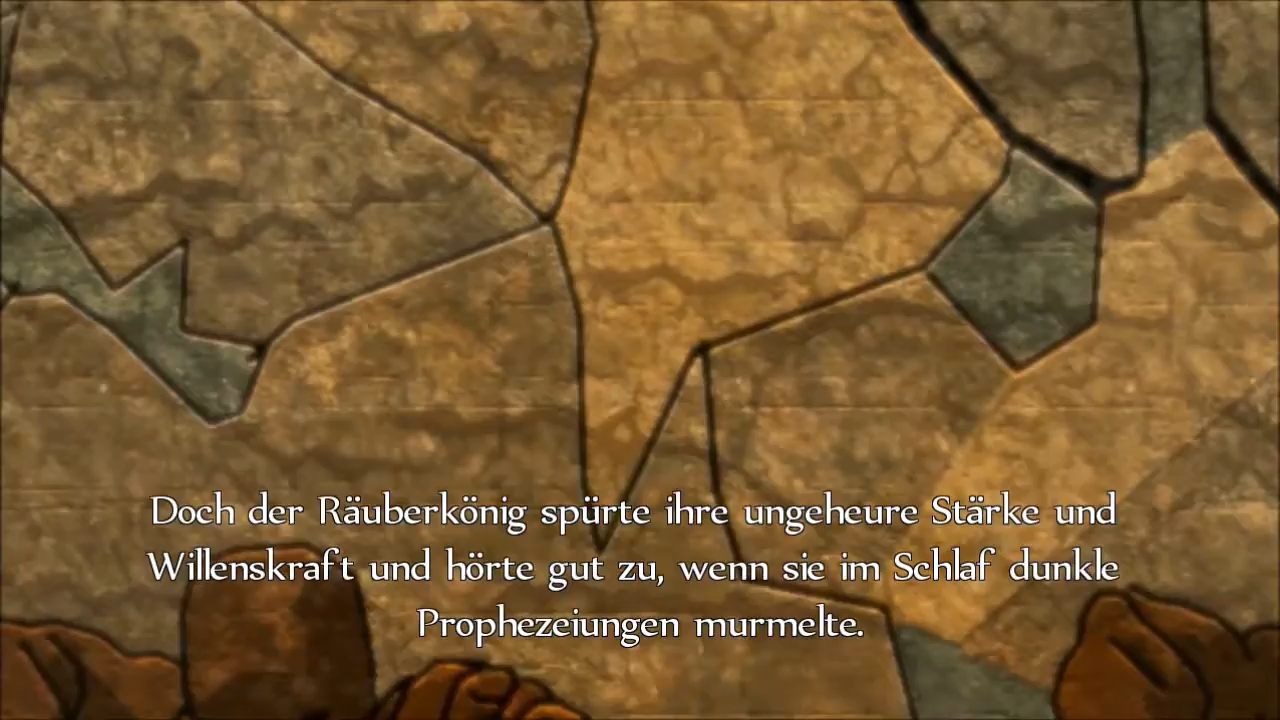 Doch der Räuberkönig spürte ihre ungeheure Stärke und
Willenskraft und hörte gut zu, wenn sie im Schlaf dunkle
Prophezeiungen murmelte.